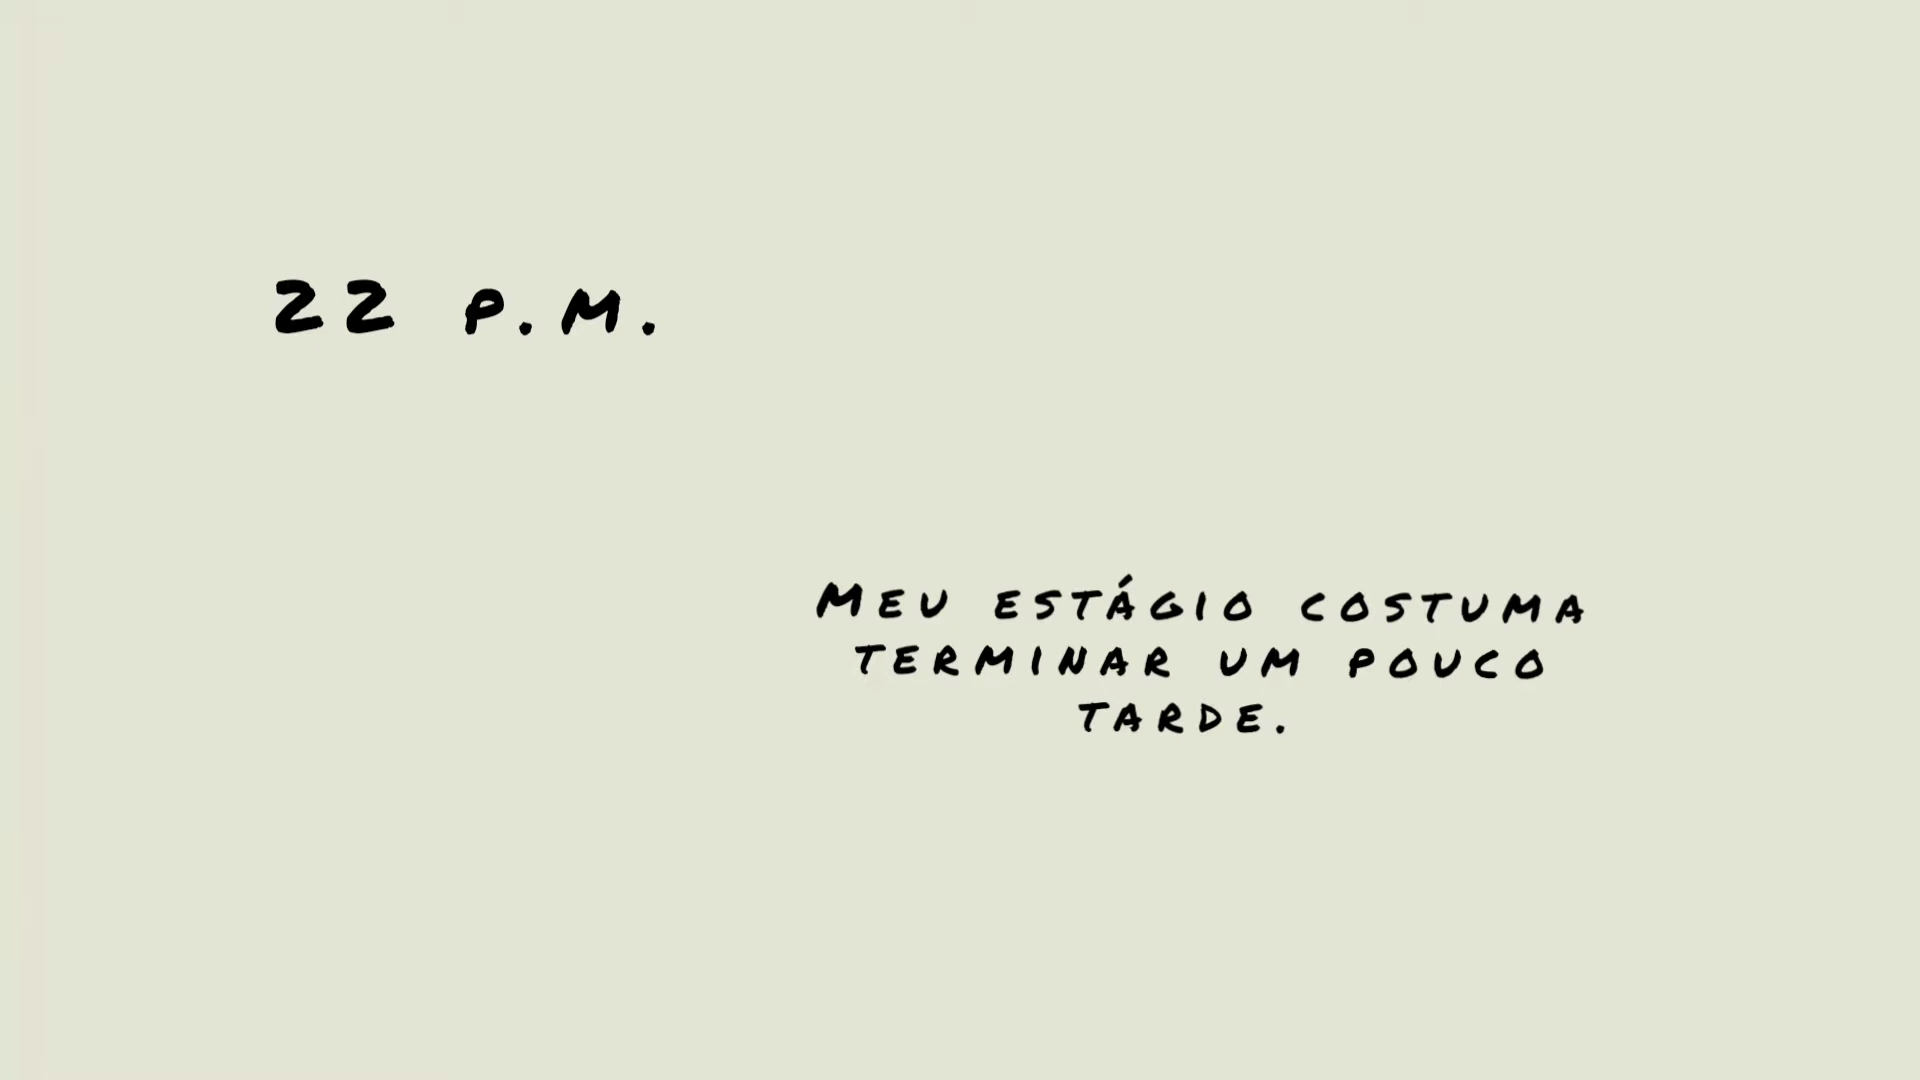 22 p.m.
Meu estágio costuma
terminar um pouco
tarde.